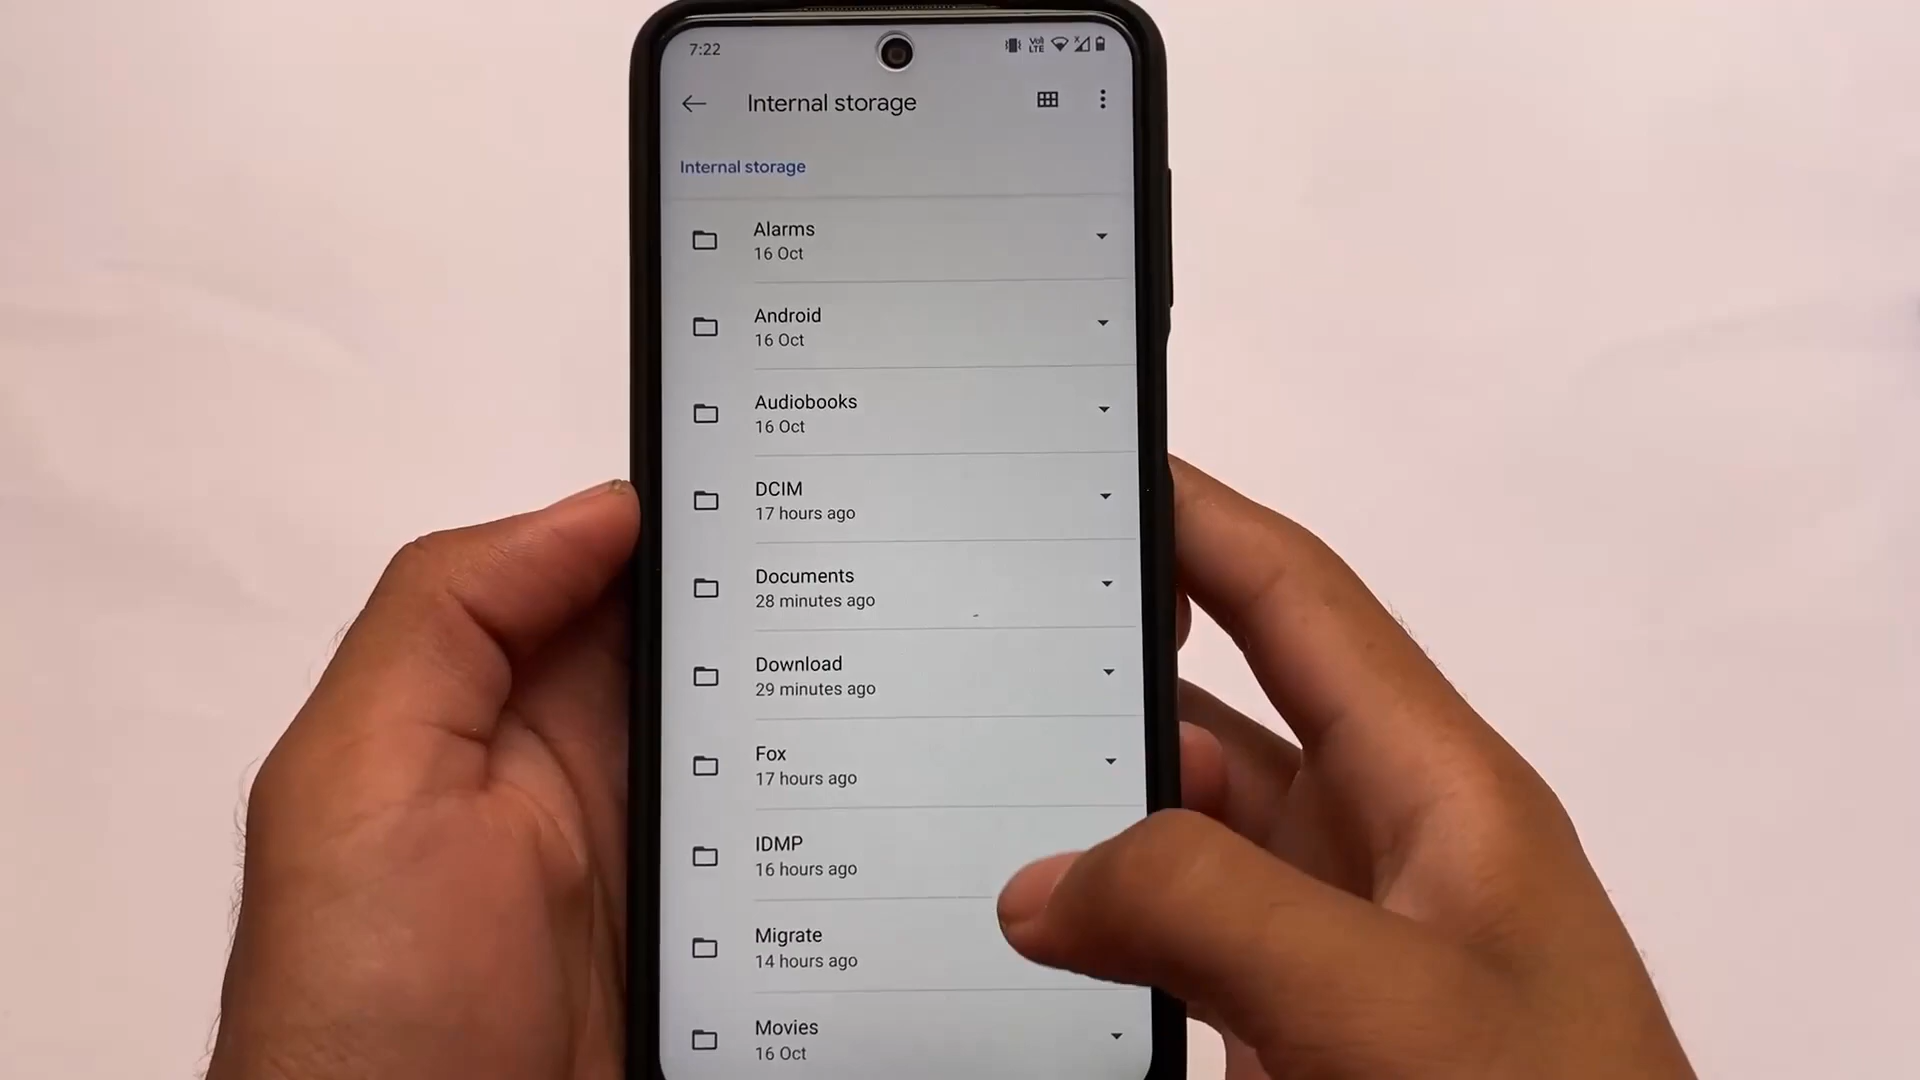 7:22
Vo)
LTE
Internal storage
Internal storage
Alarms
16 Oct
Android
16 Oct
Audiobooks
16 Oct
DCIM
17 hours ago
Documents
28 minutes ago
Download
29 minutes ago
Fox
17 hours ago
IDMP
16 hours ago
Migrate
14 hours ago
Movies
16 Oct